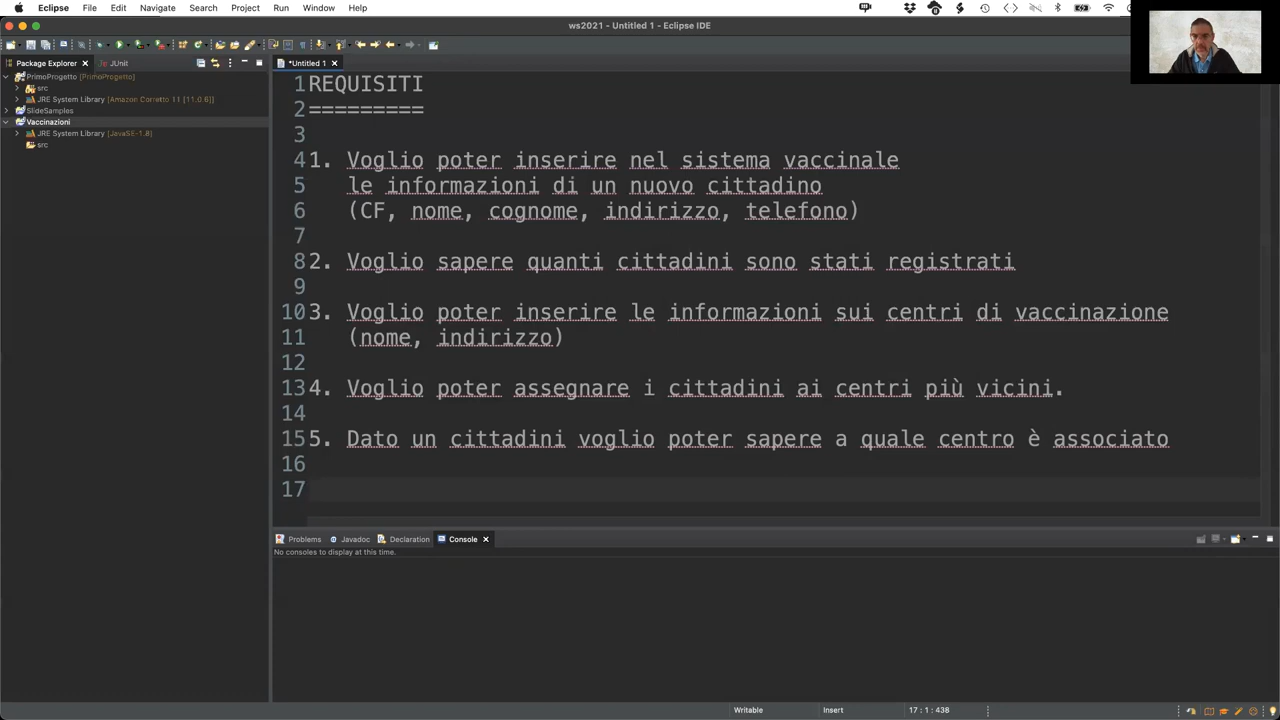 Eclipse File Edit Navigate Search Project Run Window Help
ws2021 - Untitled 1 - Eclipse IDE
Package Explorer JUnit
*Untitled 1
PrimoProgetto [PrimoProgetto]
src
JRE System Library [Amazon Corretto 11 [11.0.6]]
SlideSamples
Vaccinazioni
JRE System Library [JavaSE-1.8]
src
1 REQUISITI
2 =========
3
4 1. Voglio poter inserire nel sistema vaccinale
5 le informazioni di un nuovo cittadino
6 (CF, nome, cognome, indirizzo, telefono)
7
8 2. Voglio sapere quanti cittadini sono stati registrati
9
10 3. Voglio poter inserire le informazioni sui centri di vaccinazione
11 (nome, indirizzo)
12
13 4. Voglio poter assegnare i cittadini ai centri più vicini.
14
15 5. Dato un cittadini voglio poter sapere a quale centro è associato
16
17
Problems Javadoc Declaration Console
No consoles to display at this time.
Writable Insert 17 : 1 : 438